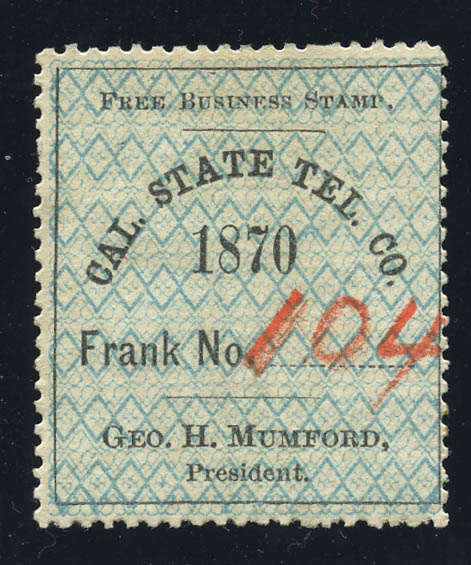 FREE BUSINESS STAMP.
CAL. STATE TEL. CO.
1870
Frank No. 104
GEO. H. MUMFORD,
President.